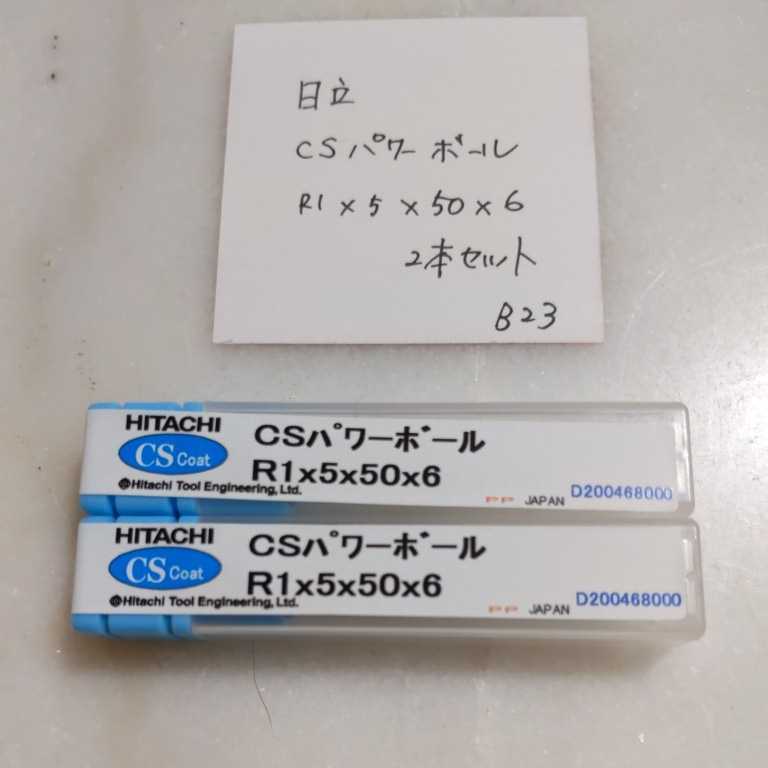 日立
CSパワーボール
R1×5×50×6
2本セット
B23
HITACHI
CS Coat
CSパワーボール
R1x5x50x6
@Hitachi Tool Engineering, Ltd.
JAPAN D200468000
HITACHI
CS Coat
CSパワーボール
R1x5x50x6
@Hitachi Tool Engineering, Ltd.
JAPAN D200468000